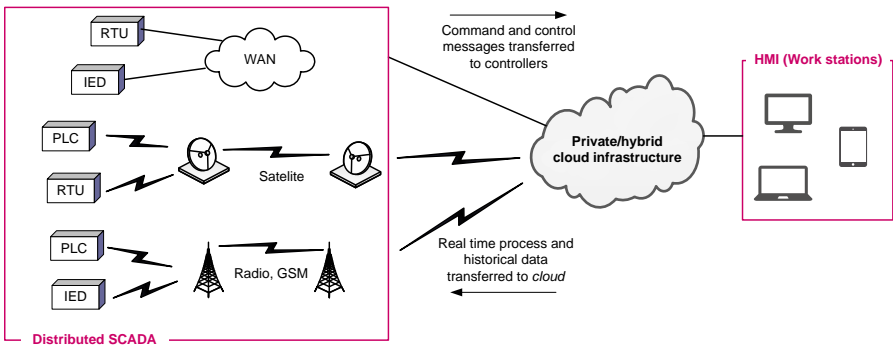 RTU
WAN
IED
PLC
Satelite
RTU
PLC
Radio, GSM
IED
Distributed SCADA
Command and control
messages transferred
to controllers
Private/hybrid
cloud infrastructure
Real time process and
historical data
transferred to cloud
HMI (Work stations)